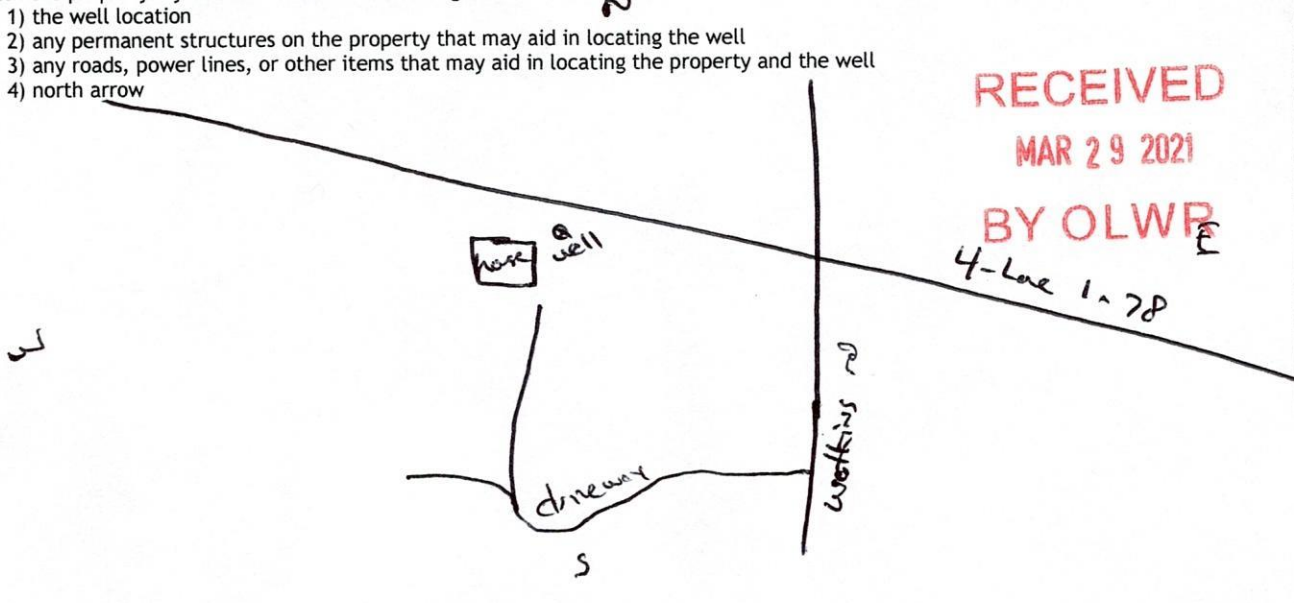 1) the well location
2) any permanent structures on the property that may aid in locating the well
3) any roads, power lines, or other items that may aid in locating the property and the well
4) north arrow
RECEIVED
MAR 29 2021
BY OLWR
N
E
4-Lane
78
well
W
Watkins
driveway
S